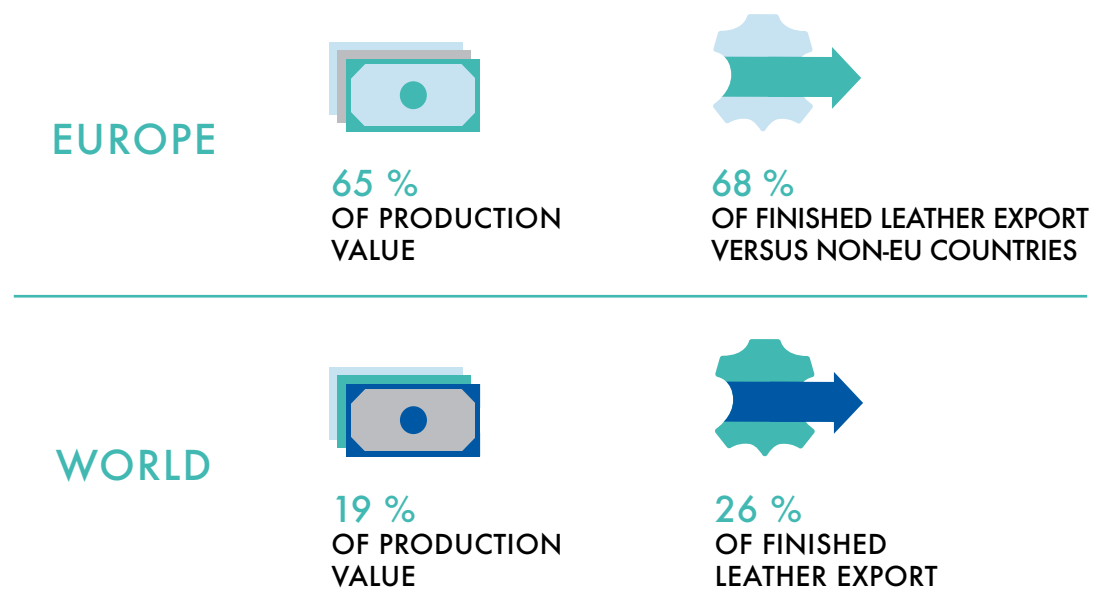 EUROPE
65 %
OF PRODUCTION
VALUE
68 %
OF FINISHED LEATHER EXPORT
VERSUS NON-EU COUNTRIES
WORLD
19 %
OF PRODUCTION
VALUE
26 %
OF FINISHED
LEATHER EXPORT